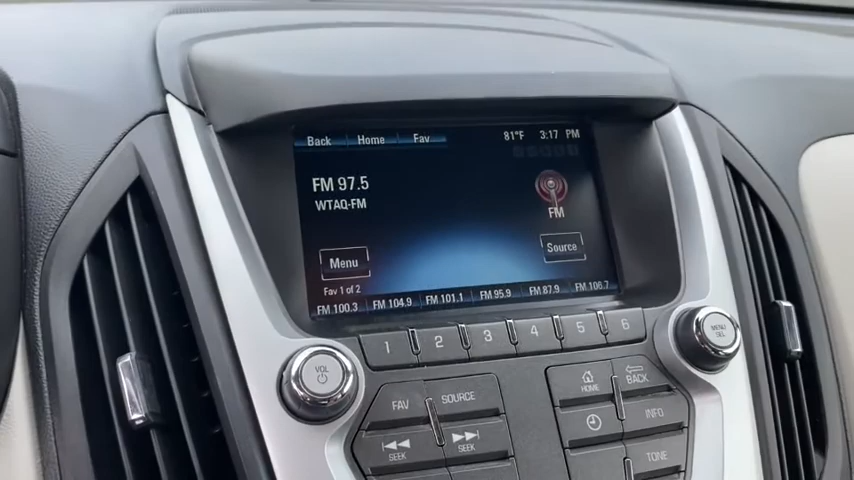 Back Home Fav 81°F 3:17 PM
FM 97.5
WTAQ-FM
FM
Menu
Source
Fav 1 of 2
FM 100.3 FM 104.9 FM 101.1 FM 95.9 FM 87.9 FM 106.7
1 2 3 4 5 6
VOL
MENU
SEL
FAV SOURCE
HOME BACK
INFO
SEEK SEEK
TONE